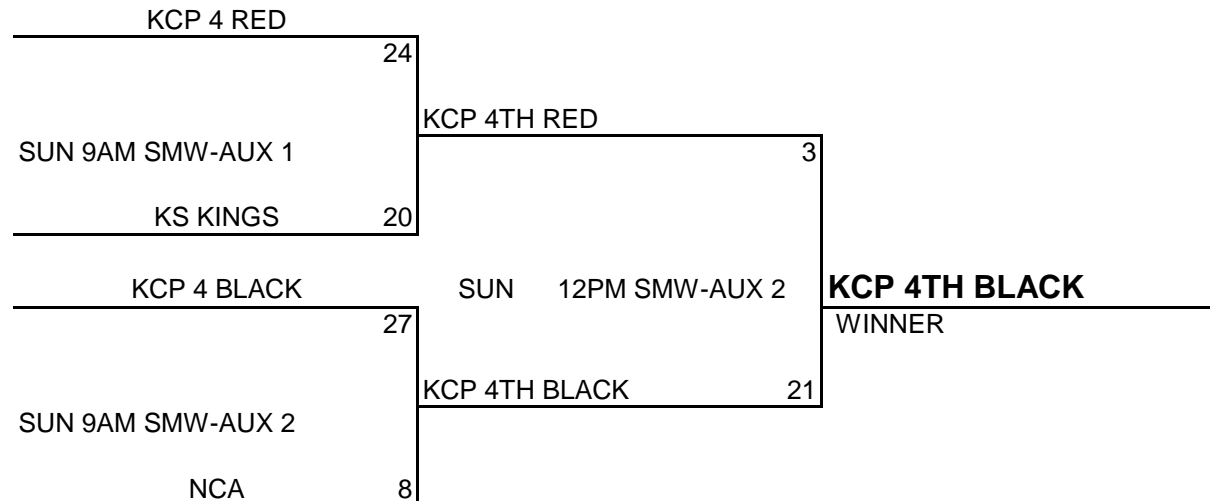 KCP 4 RED
24
KCP 4TH RED
SUN 9AM SMW-AUX 1
3
KS KINGS 20
KCP 4 BLACK
SUN 12PM SMW-AUX 2
KCP 4TH BLACK
27
WINNER
KCP 4TH BLACK 21
SUN 9AM SMW-AUX 2
NCA 8